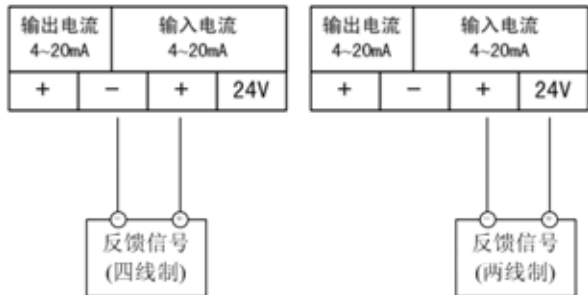 输出电流 输入电流
4~20mA 4~20mA
+ − + 24V
− +
反馈信号
(四线制)
输出电流 输入电流
4~20mA 4~20mA
+ − + 24V
− +
反馈信号
(两线制)